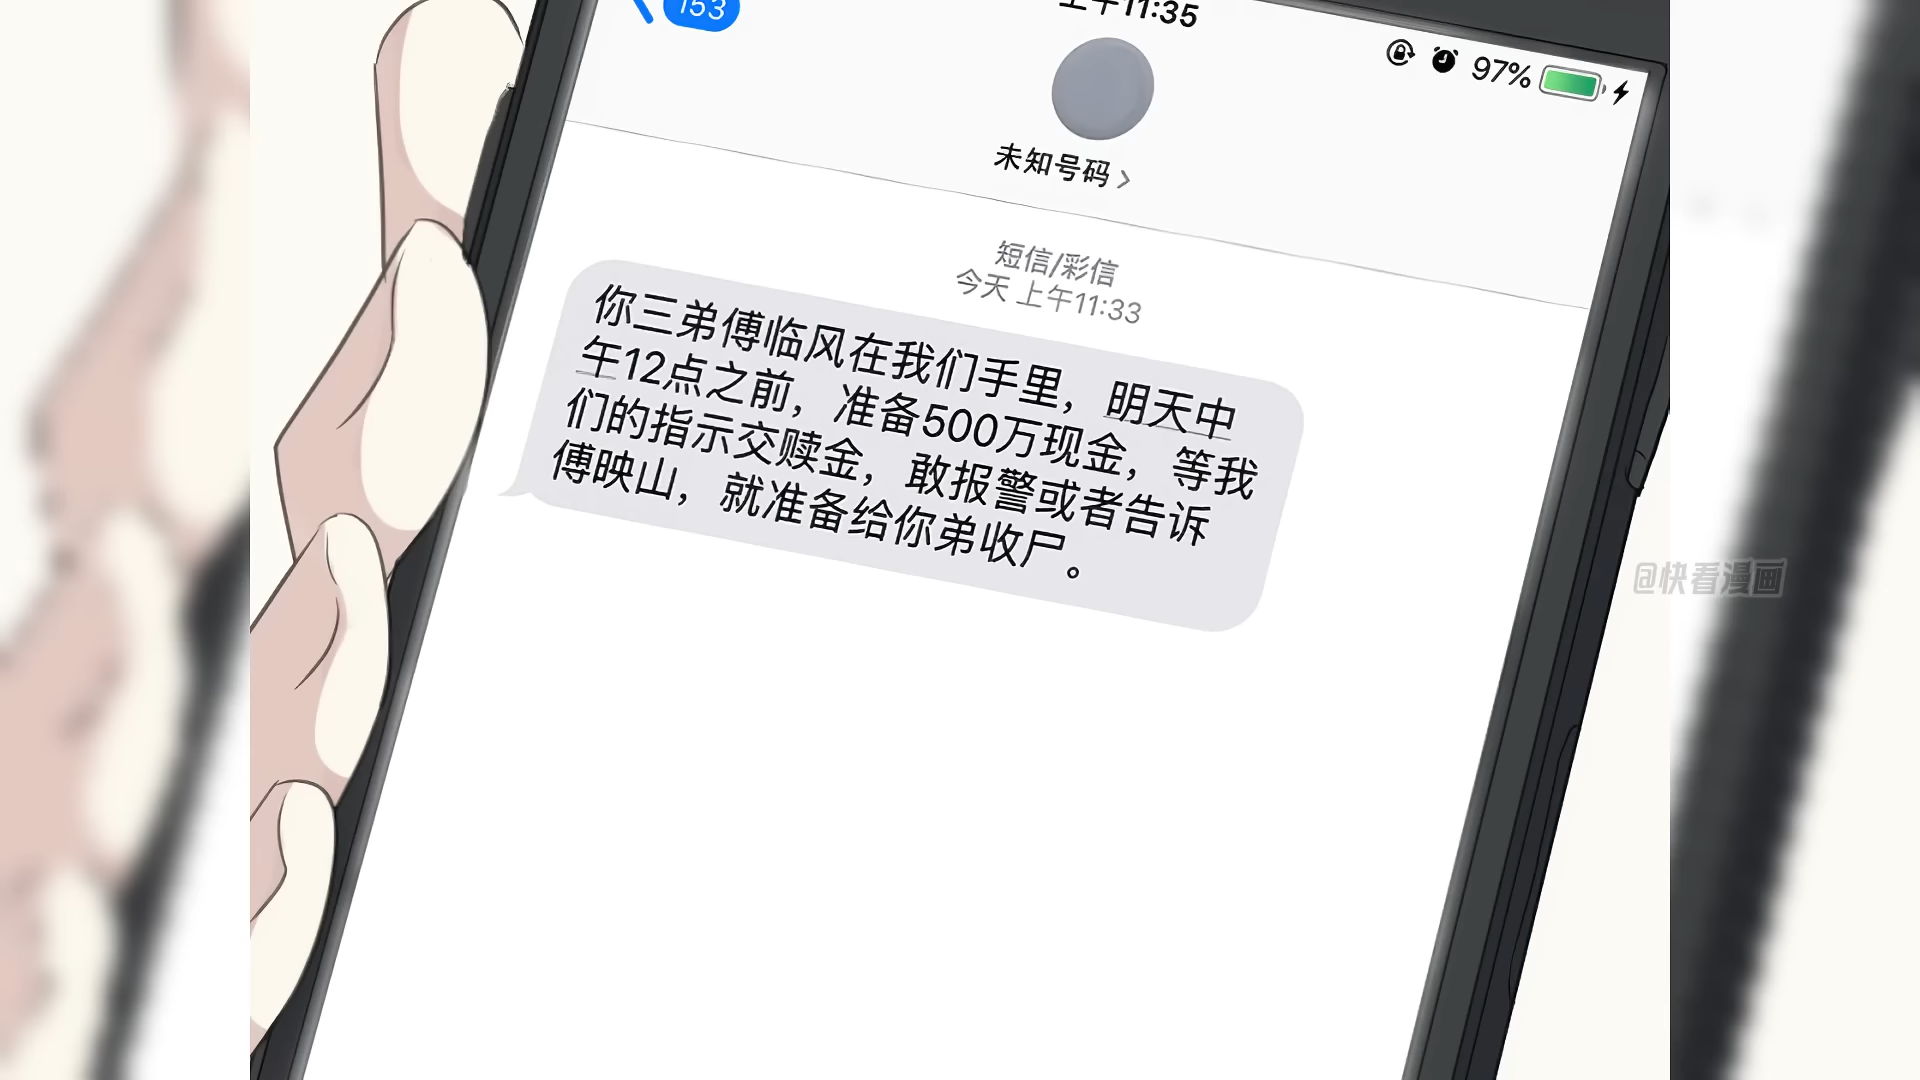 153
上午11:35
97%
未知号码
短信/彩信
今天 上午11:33
你三弟傅临风在我们手里，明天中
午12点之前，准备500万现金，等我
们的指示交赎金，敢报警或者告诉
傅映山，就准备给你弟收尸。
@快看漫画